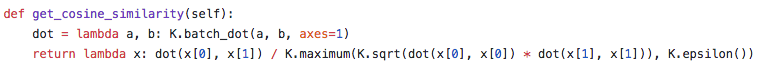 def get_cosine_similarity(self):
    dot = lambda a, b: K.batch_dot(a, b, axes=1)
    return lambda x: dot(x[0], x[1]) / K.maximum(K.sqrt(dot(x[0], x[0]) * dot(x[1], x[1])), K.epsilon())